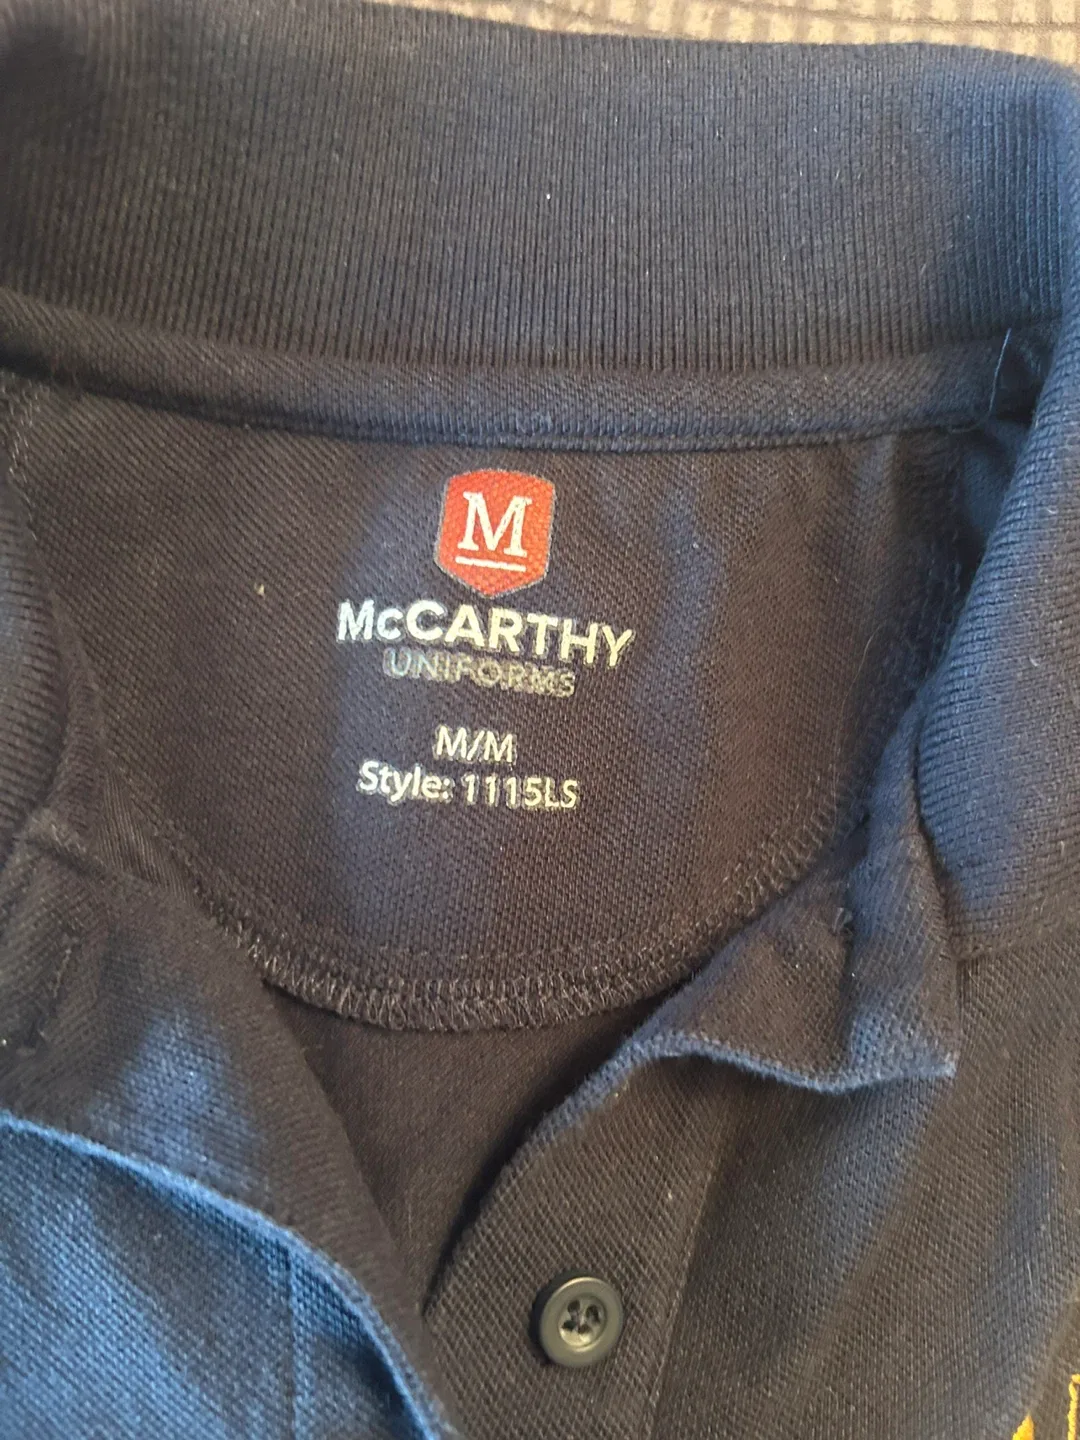 M
McCARTHY
UNIFORMS
M/M
Style: 1115LS